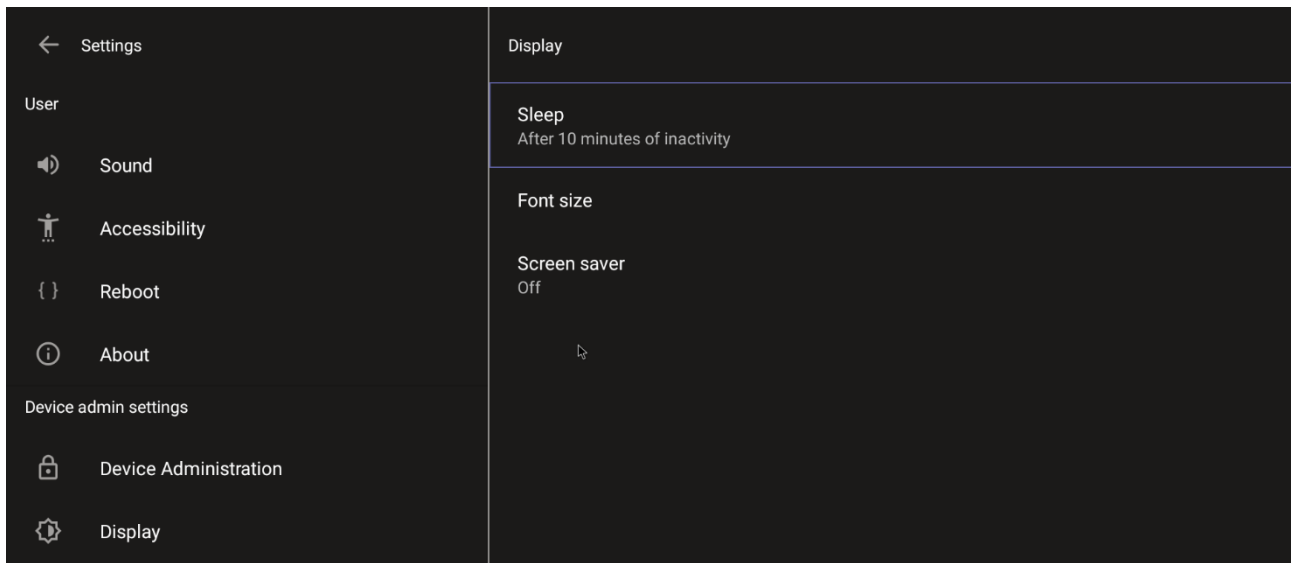 Settings
User
Sound
Accessibility
{ } Reboot
About
Device admin settings
Device Administration
Display
Display
Sleep
After 10 minutes of inactivity
Font size
Screen saver
Off